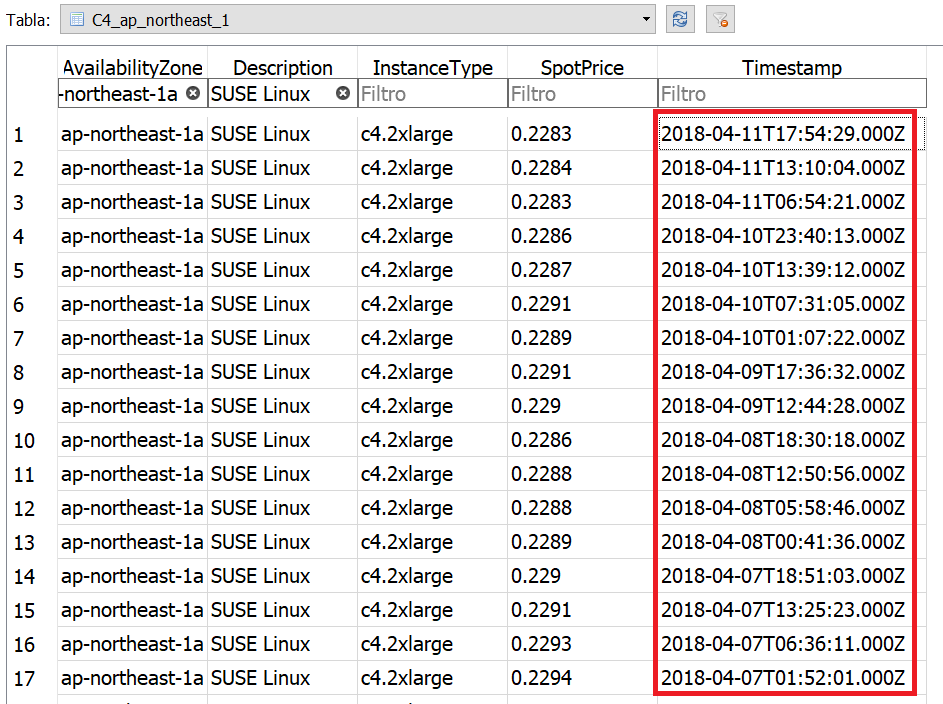 Tabla: C4_ap_northeast_1
AvailabilityZone Description InstanceType SpotPrice Timestamp
-northeast-1a SUSE Linux Filtro Filtro Filtro
1 ap-northeast-1a SUSE Linux c4.2xlarge 0.2283 2018-04-11T17:54:29.000Z
2 ap-northeast-1a SUSE Linux c4.2xlarge 0.2284 2018-04-11T13:10:04.000Z
3 ap-northeast-1a SUSE Linux c4.2xlarge 0.2283 2018-04-11T06:54:21.000Z
4 ap-northeast-1a SUSE Linux c4.2xlarge 0.2286 2018-04-10T23:40:13.000Z
5 ap-northeast-1a SUSE Linux c4.2xlarge 0.2287 2018-04-10T13:39:12.000Z
6 ap-northeast-1a SUSE Linux c4.2xlarge 0.2291 2018-04-10T07:31:05.000Z
7 ap-northeast-1a SUSE Linux c4.2xlarge 0.2289 2018-04-10T01:07:22.000Z
8 ap-northeast-1a SUSE Linux c4.2xlarge 0.2291 2018-04-09T17:36:32.000Z
9 ap-northeast-1a SUSE Linux c4.2xlarge 0.229 2018-04-09T12:44:28.000Z
10 ap-northeast-1a SUSE Linux c4.2xlarge 0.2286 2018-04-08T18:30:18.000Z
11 ap-northeast-1a SUSE Linux c4.2xlarge 0.2288 2018-04-08T12:50:56.000Z
12 ap-northeast-1a SUSE Linux c4.2xlarge 0.2288 2018-04-08T05:58:46.000Z
13 ap-northeast-1a SUSE Linux c4.2xlarge 0.2289 2018-04-08T00:41:36.000Z
14 ap-northeast-1a SUSE Linux c4.2xlarge 0.229 2018-04-07T18:51:03.000Z
15 ap-northeast-1a SUSE Linux c4.2xlarge 0.2291 2018-04-07T13:25:23.000Z
16 ap-northeast-1a SUSE Linux c4.2xlarge 0.2293 2018-04-07T06:36:11.000Z
17 ap-northeast-1a SUSE Linux c4.2xlarge 0.2294 2018-04-07T01:52:01.000Z